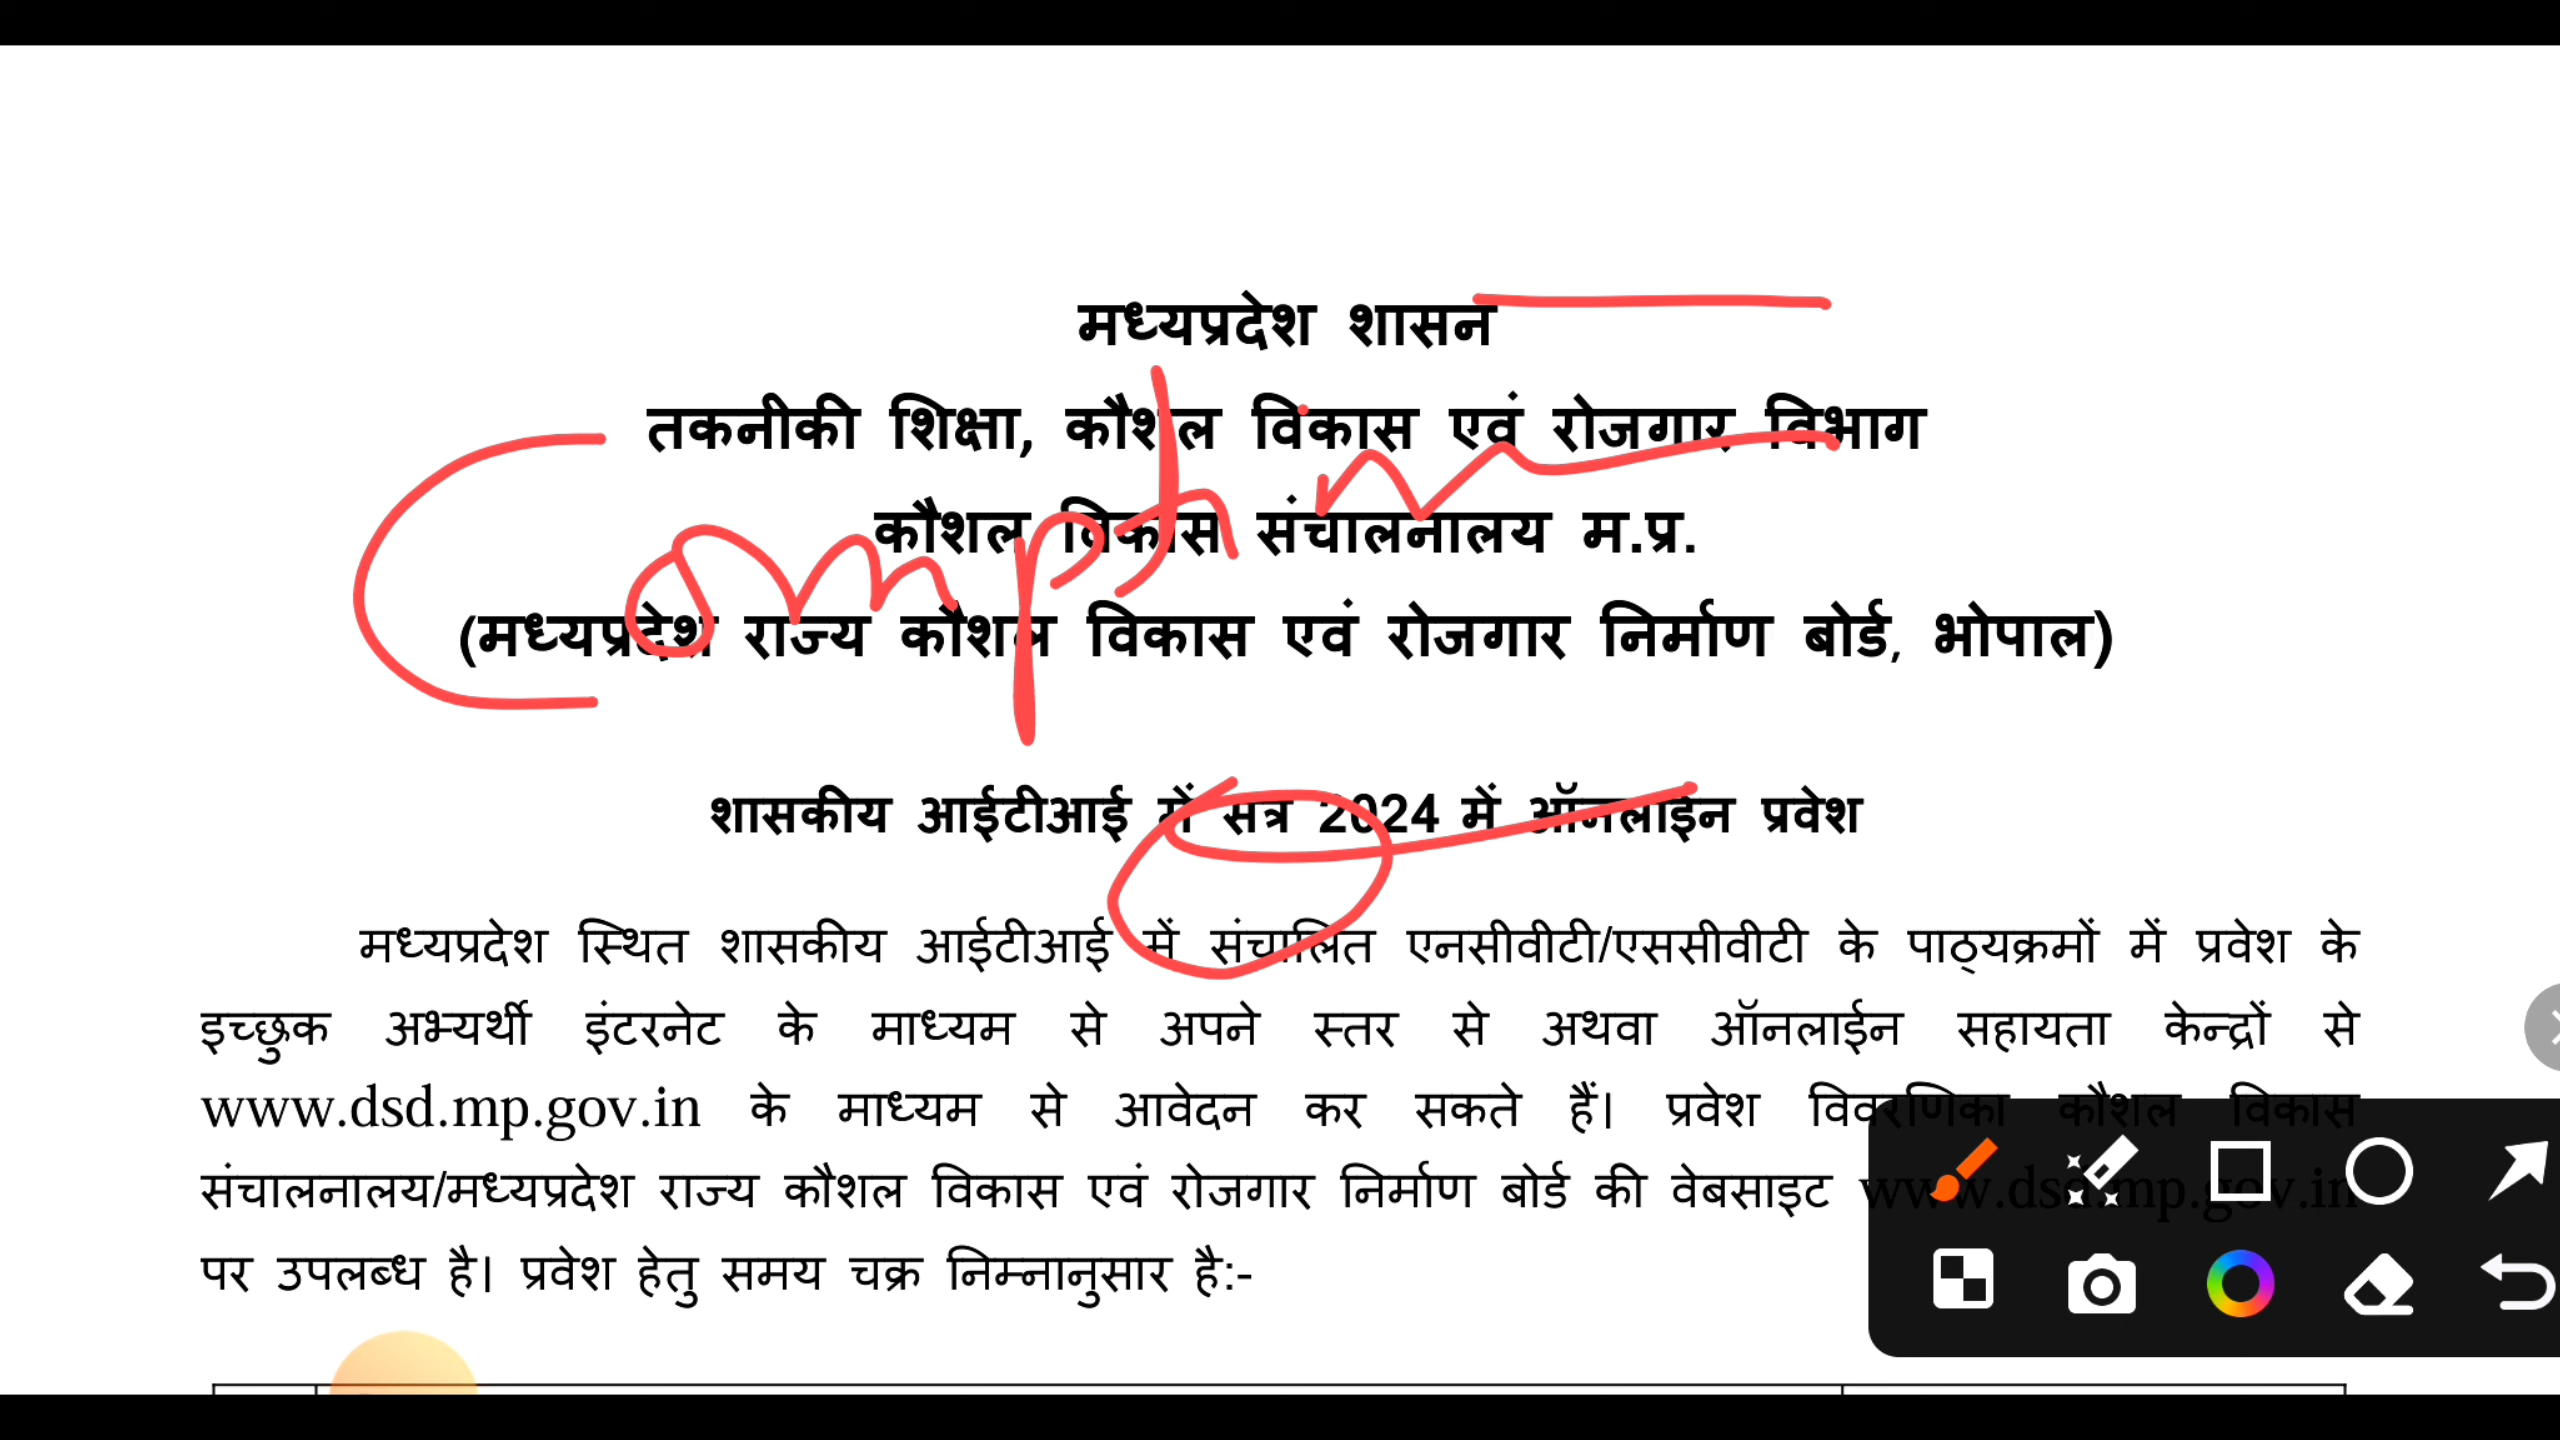 मध्यप्रदेश शासन
तकनीकी शिक्षा, कौशल विकास एवं रोजगार विभाग
कौशल विकास संचालनालय म.प्र.
(मध्यप्रदेश राज्य कौशल विकास एवं रोजगार निर्माण बोर्ड, भोपाल)
शासकीय आईटीआई में सत्र 2024 में ऑनलाईन प्रवेश
मध्यप्रदेश स्थित शासकीय आईटीआई में संचालित एनसीवीटी/एससीवीटी के पाठ्यक्रमों में प्रवेश के
इच्छुक अभ्यर्थी इंटरनेट के माध्यम से अपने स्तर से अथवा ऑनलाईन सहायता केन्द्रों से
www.dsd.mp.gov.in के माध्यम से आवेदन कर सकते हैं। प्रवेश विवरणिका कौशल विकास
संचालनालय/मध्यप्रदेश राज्य कौशल विकास एवं रोजगार निर्माण बोर्ड की वेबसाइट www.dsd.mp.gov.in
पर उपलब्ध है। प्रवेश हेतु समय चक्र निम्नानुसार है:-